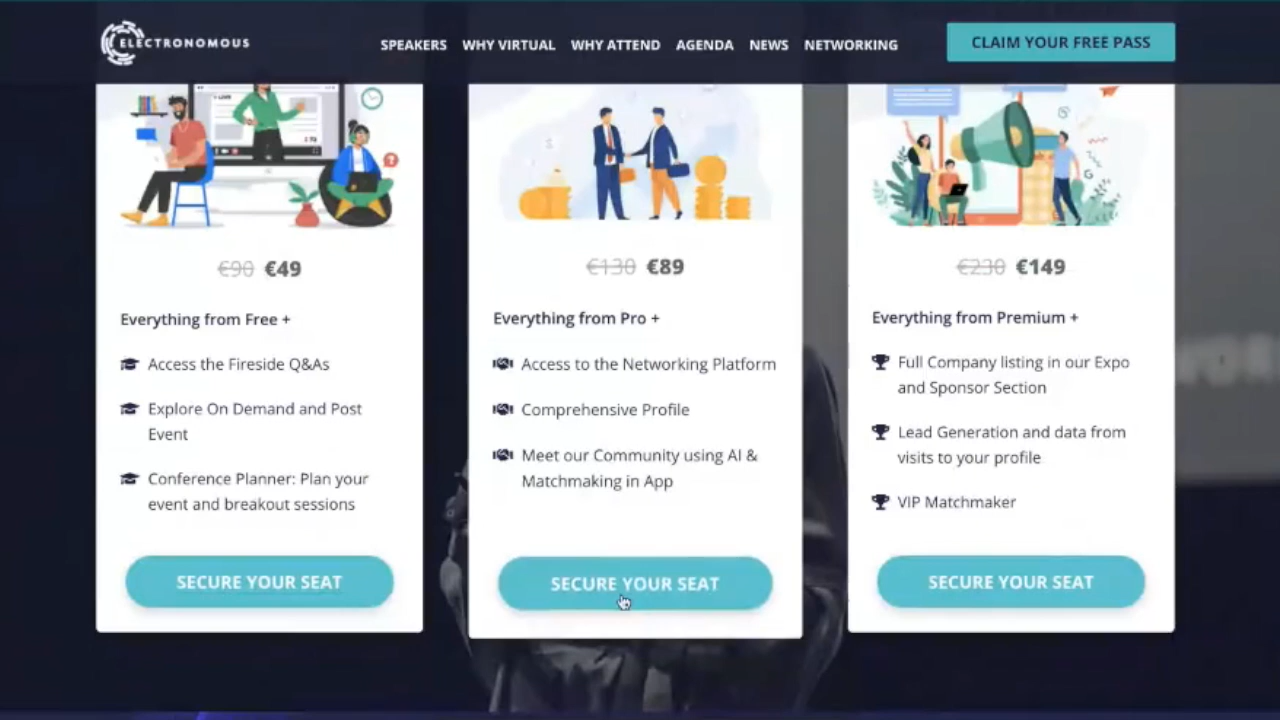 ELECTRONOMOUS
SPEAKERS WHY VIRTUAL WHY ATTEND AGENDA NEWS NETWORKING
CLAIM YOUR FREE PASS
€90 €49
Everything from Free +
Access the Fireside Q&As
Explore On Demand and Post
Event
Conference Planner: Plan your
event and breakout sessions
SECURE YOUR SEAT
€130 €89
Everything from Pro +
Access to the Networking Platform
Comprehensive Profile
Meet our Community using AI &
Matchmaking in App
SECURE YOUR SEAT
€230 €149
Everything from Premium +
Full Company listing in our Expo
and Sponsor Section
Lead Generation and data from
visits to your profile
VIP Matchmaker
SECURE YOUR SEAT